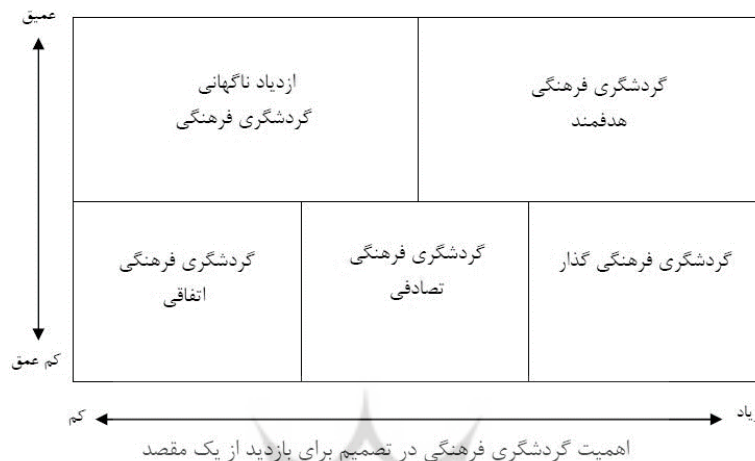 عمیق
گردشگری فرهنگی
هدفمند
ازدیاد ناگهانی
گردشگری فرهنگی
گردشگری فرهنگی گذار
گردشگری فرهنگی
تصادفی
گردشگری فرهنگی
اتفاقی
کم عمق
زیاد
کم
اهمیت گردشگری فرهنگی در تصمیم برای بازدید از یک مقصد